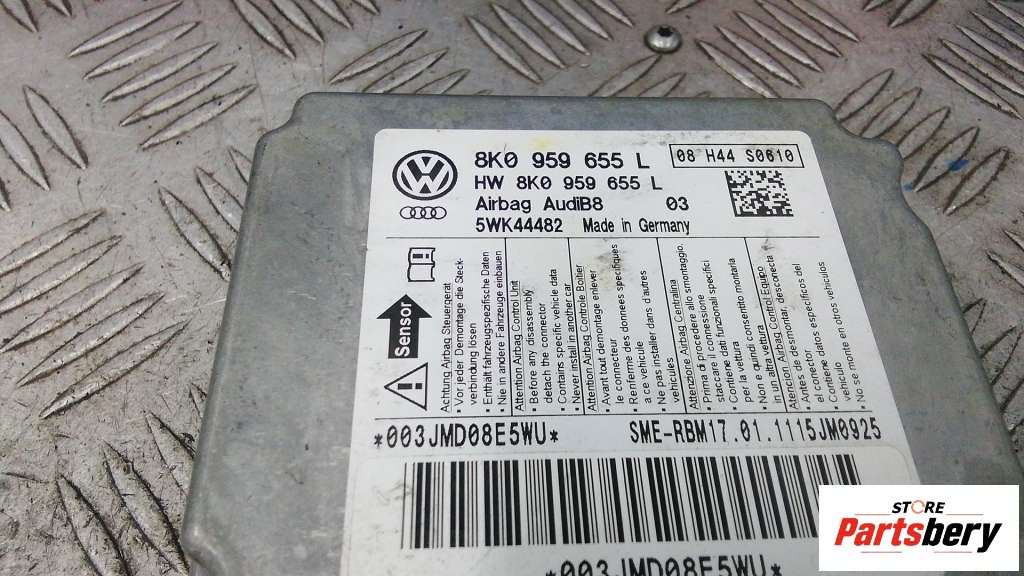 8K0 959 655 L
08 H44 S0610
HW 8K0 959 655 L
Airbag AudiB8 03
5WK44482 Made in Germany
Sensor
Achtung Airbag Steuergerät
• Vor jeder Demontage die Steck-
verbindung lösen
• Enthält fahrzeugspezifische Daten
• Nie in andere Fahrzeuge einbauen
Attention Airbag Control Unit
• Before any disassembly
detach the connector
• Contains specific vehicle data
• Never install in another car
Attention Airbag Controle Boîtier
• Avant tout demontage enlever
le connecteur
• Renferme des donnees specifiques
a ce vehicule
• Ne pas installer dans d'autres
vehicules
Attenzione Airbag Centralina
• Prima di procedere allo smontaggio,
staccare il connessione
• Contiene dati funzionali specifici
per la vettura
• Non e quindi consentito montarla
in un altra vettura
Atencion Airbag Control Equipo
• Antes de desmontar, desconecta
el conector
• Contiene datos especificos del
vehiculo
• No se monte en otros vehiculos
*003JMD08E5WU*
SME-RBM17.01.1115JM0925
*003JMD08E5WU*
STORE
Partsbery